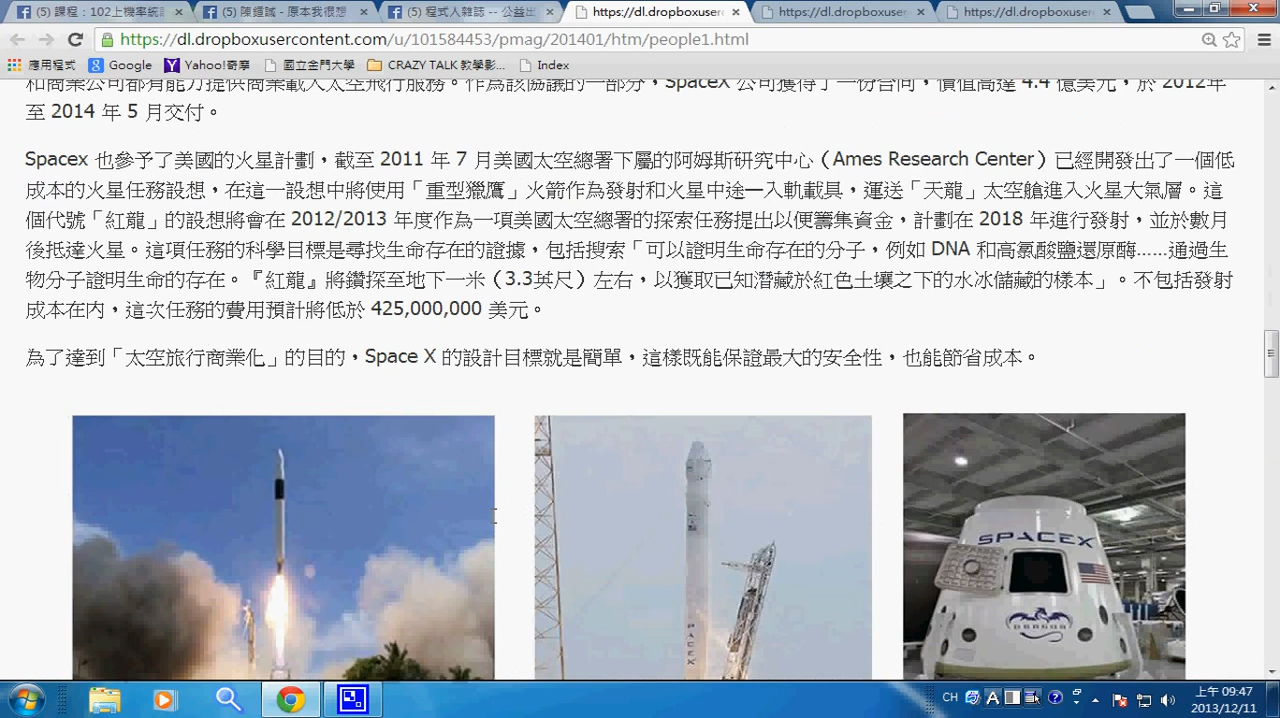 (5) 課程：102上機率統計
(5) 陳鍾誠 - 原本我很想
(5) 程式人雜誌 -- 公益出
https://dl.dropboxuser
https://dl.dropboxuser
https://dl.dropboxuser
https://dl.dropboxusercontent.com/u/101584453/pmag/201401/htm/people1.html
應用程式 Google Yahoo!奇摩 國立金門大學 CRAZY TALK 教學影... Index
和商業公司都有能力提供商業載人太空飛行服務。作為該協議的一部分，SpaceX 公司獲得了一份合同，價值高達 4.4 億美元，於 2012年
至 2014 年 5 月交付。
Spacex 也參予了美國的火星計劃，截至 2011 年 7 月美國太空總署下屬的阿姆斯研究中心（Ames Research Center）已經開發出了一個低
成本的火星任務設想，在這一設想中將使用「重型獵鷹」火箭作為發射和火星中途一入軌載具，運送「天龍」太空艙進入火星大氣層。這
個代號「紅龍」的設想將會在 2012/2013 年度作為一項美國太空總署的探索任務提出以便籌集資金，計劃在 2018 年進行發射，並於數月
後抵達火星。這項任務的科學目標是尋找生命存在的證據，包括搜索「可以證明生命存在的分子，例如 DNA 和高氯酸鹽還原酶……通過生
物分子證明生命的存在。『紅龍』將鑽探至地下一米（3.3英尺）左右，以獲取已知潛藏於紅色土壤之下的水冰儲藏的樣本」。不包括發射
成本在内，這次任務的費用預計將低於 425,000,000 美元。
為了達到「太空旅行商業化」的目的，Space X 的設計目標就是簡單，這樣既能保證最大的安全性，也能節省成本。
SPACEX
SPACEX
DRAGON
CH
上午 09:47
2013/12/11